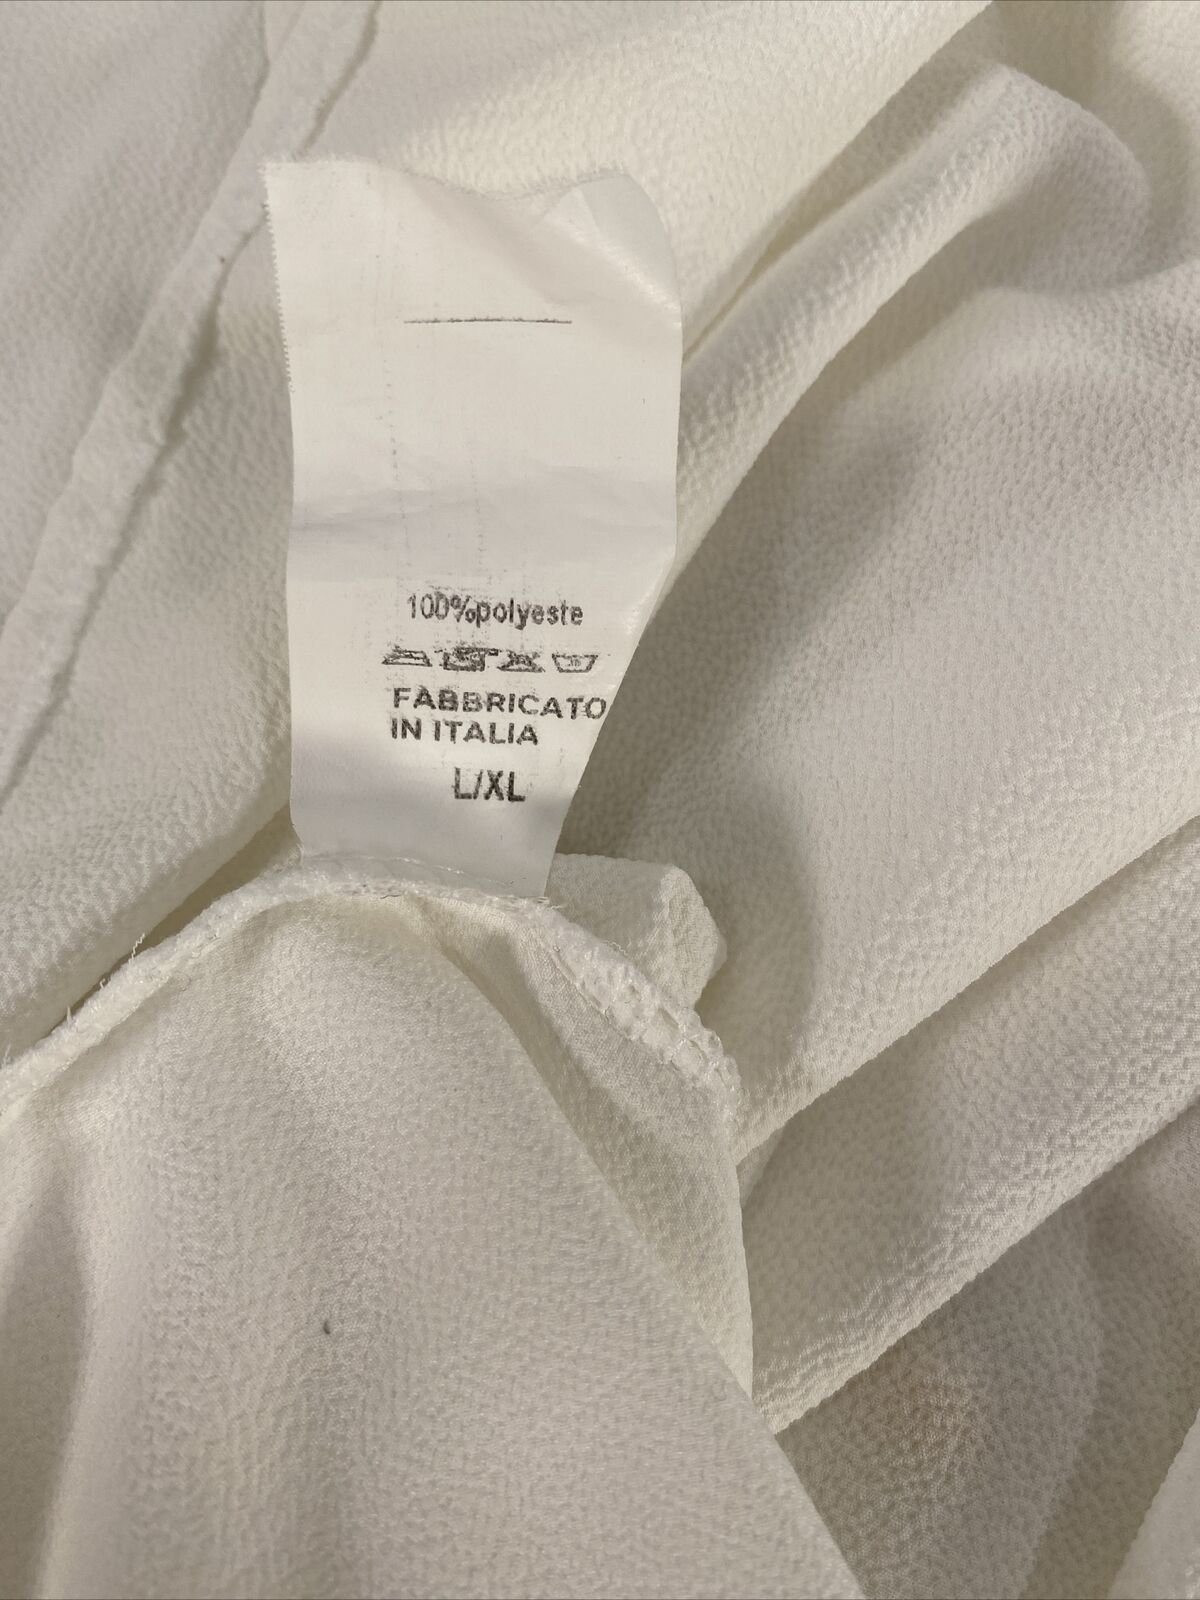 100%polyeste
FABBRICATO
IN ITALIA
L/XL